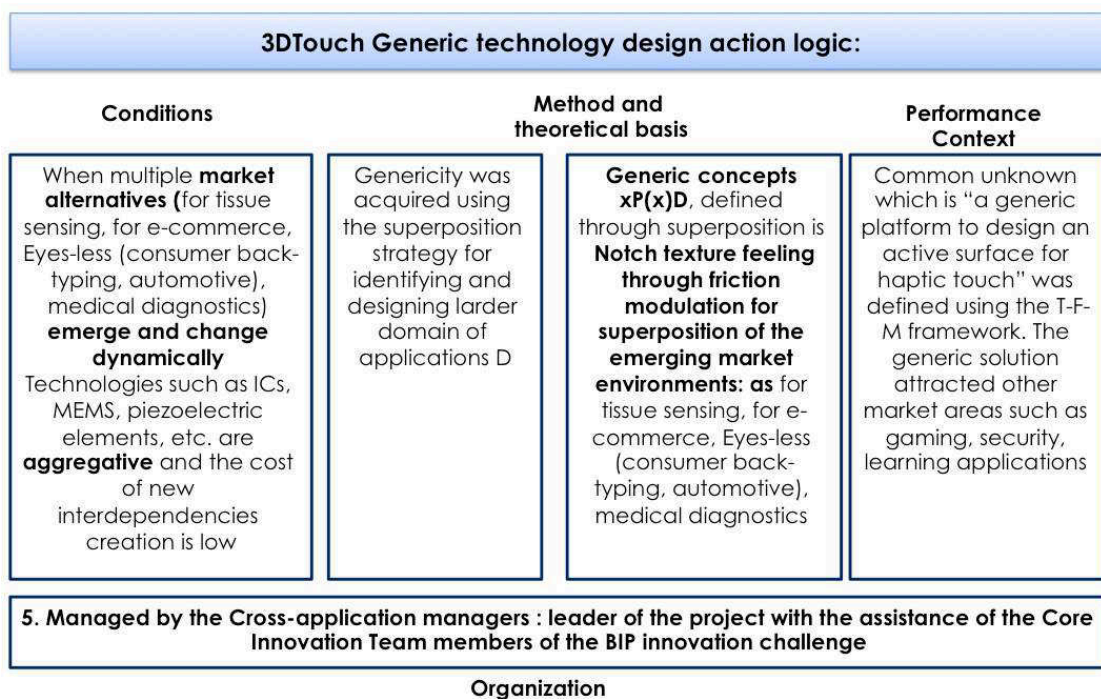 3DTouch Generic technology design action logic:
Conditions
Method and
theoretical basis
Performance
Context
When multiple market
alternatives (for tissue
sensing, for e-commerce,
Eyes-less (consumer back-
typing, automotive),
medical diagnostics)
emerge and change
dynamically
Technologies such as ICs,
MEMS, piezoelectric
elements, etc. are
aggregative and the cost
of new
interdependencies
creation is low
Genericity was
acquired using
the superposition
strategy for
identifying and
designing larder
domain of
applications D
Generic concepts
xP(x)D, defined
through superposition is
Notch texture feeling
through friction
modulation for
superposition of the
emerging market
environments: as for
tissue sensing, for e-
commerce, Eyes-less
(consumer back-
typing, automotive),
medical diagnostics
Common unknown
which is “a generic
platform to design an
active surface for
haptic touch” was
defined using the T-F-
M framework. The
generic solution
attracted other
market areas such as
gaming, security,
learning applications
5. Managed by the Cross-application managers : leader of the project with the assistance of the Core
Innovation Team members of the BIP innovation challenge
Organization